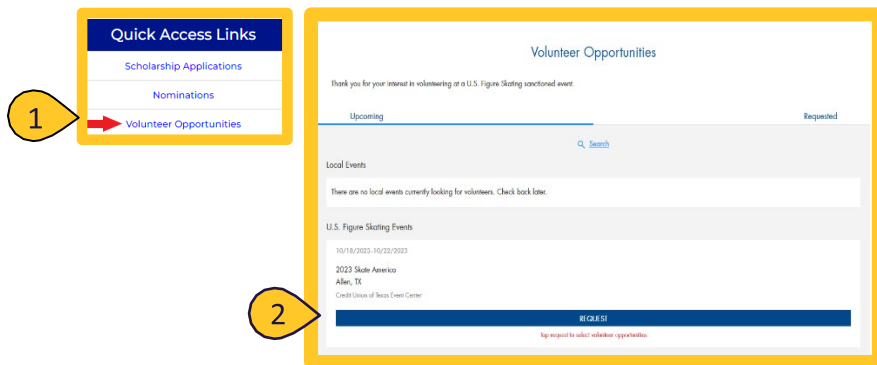 1
Quick Access Links
Scholarship Applications
Nominations
Volunteer Opportunities
2
Volunteer Opportunities
Thank you for your interest in volunteering at a U.S. Figure Skating sanctioned event.
Upcoming
Requested
Search
Local Events
There are no local events currently looking for volunteers. Check back later.
U.S. Figure Skating Events
10/18/2023-10/22/2023
2023 Skate America
Allen, TX
Credit Union of Texas Event Center
REQUEST
Tap request to select volunteer opportunities.